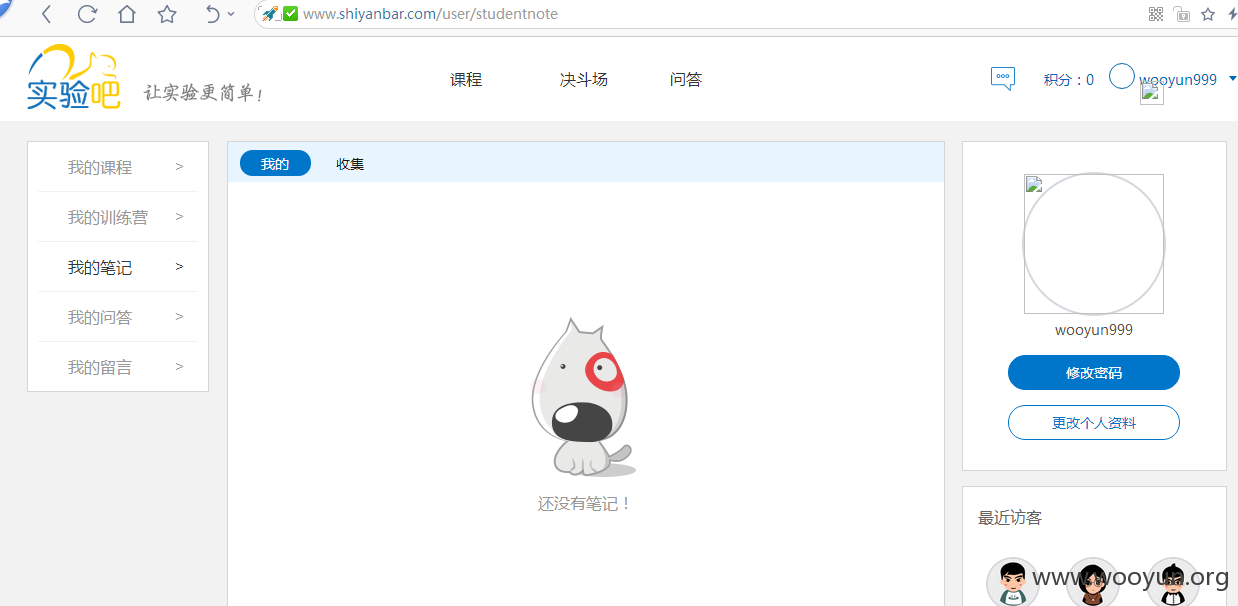 www.shiyanbar.com/user/studentnote
实验吧 让实验更简单！
课程 决斗场 问答 积分：0 wooyun999
我的课程 >
我的训练营 >
我的笔记 >
我的问答 >
我的留言 >
我的 收集
还没有笔记！
wooyun999
修改密码
更改个人资料
最近访客
www.wooyun.org